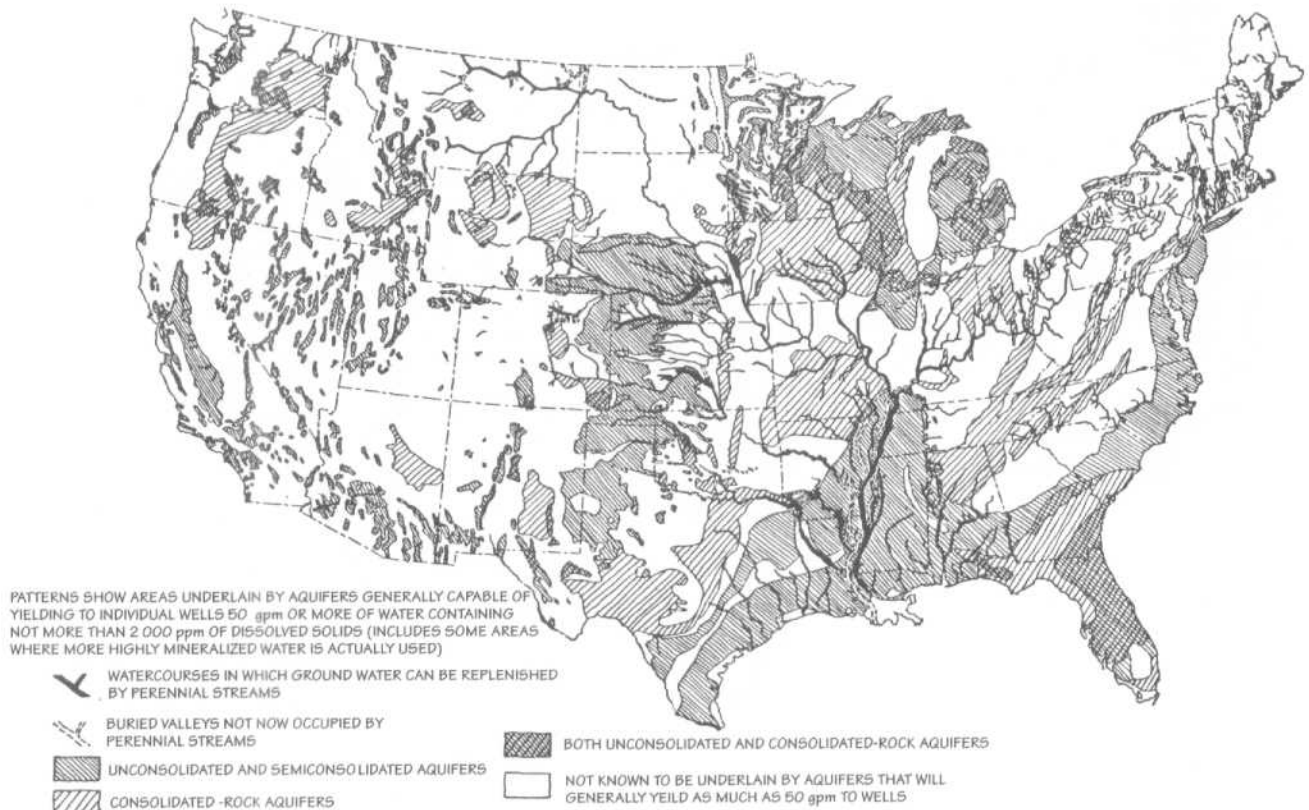 PATTERNS SHOW AREAS UNDERLAIN BY AQUIFERS GENERALLY CAPABLE OF
YIELDING TO INDIVIDUAL WELLS 50 gpm OR MORE OF WATER CONTAINING
NOT MORE THAN 2 000 ppm OF DISSOLVED SOLIDS (INCLUDES SOME AREAS
WHERE MORE HIGHLY MINERALIZED WATER IS ACTUALLY USED)
WATERCOURSES IN WHICH GROUND WATER CAN BE REPLENISHED
BY PERENNIAL STREAMS
BURIED VALLEYS NOT NOW OCCUPIED BY
PERENNIAL STREAMS
UNCONSOLIDATED AND SEMICONSOLIDATED AQUIFERS
CONSOLIDATED -ROCK AQUIFERS
BOTH UNCONSOLIDATED AND CONSOLIDATED-ROCK AQUIFERS
NOT KNOWN TO BE UNDERLAIN BY AQUIFERS THAT WILL
GENERALLY YEILD AS MUCH AS 50 gpm TO WELLS